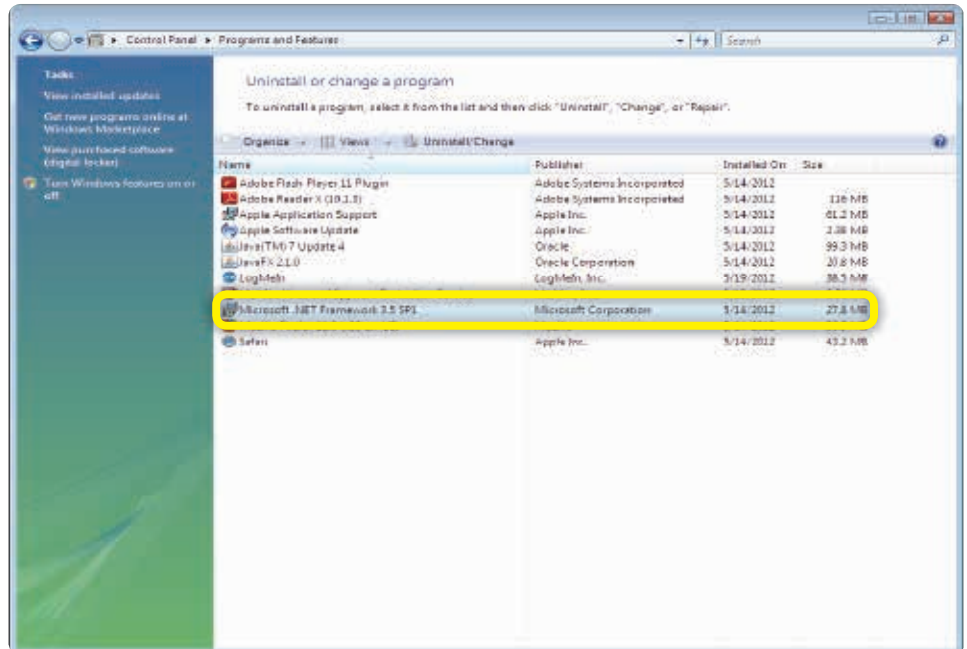 Control Panel ▸ Programs and Features
Search
Tasks
View installed updates
Get new programs online at
Windows Marketplace
View purchased software
(digital locker)
Turn Windows features on or
off
Uninstall or change a program
To uninstall a program, select it from the list and then click "Uninstall", "Change", or "Repair".
Organize Views Uninstall/Change
Name Publisher Installed On Size
Adobe Flash Player 11 Plugin Adobe Systems Incorporated 5/14/2012
Adobe Reader X (10.1.3) Adobe Systems Incorporated 5/14/2012 116 MB
Apple Application Support Apple Inc. 5/14/2012 61.2 MB
Apple Software Update Apple Inc. 5/14/2012 2.38 MB
Java(TM) 7 Update 4 Oracle 5/14/2012 99.3 MB
JavaFX 2.1.0 Oracle Corporation 5/14/2012 20.8 MB
LogMeIn LogMeIn, Inc. 5/19/2012 38.5 MB
Microsoft .NET Framework 3.5 SP1 Microsoft Corporation 5/14/2012 27.8 MB
Safari Apple Inc. 5/14/2012 43.2 MB